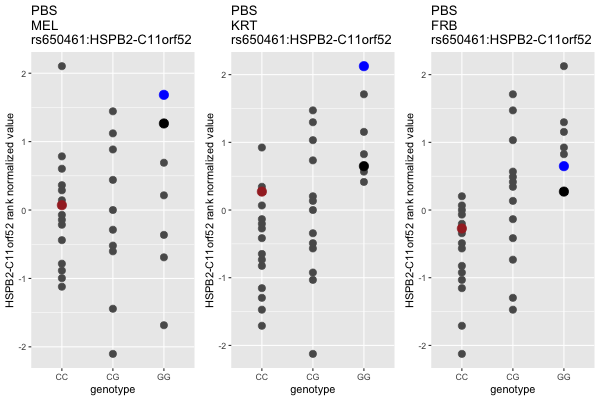 PBS
MEL
rs650461:HSPB2-C11orf52
HSPB2-C11orf52 rank normalized value
2
1
0
-1
-2
CC
CG
GG
genotype
PBS
KRT
rs650461:HSPB2-C11orf52
HSPB2-C11orf52 rank normalized value
2
1
0
-1
-2
CC
CG
GG
genotype
PBS
FRB
rs650461:HSPB2-C11orf52
HSPB2-C11orf52 rank normalized value
2
1
0
-1
-2
CC
CG
GG
genotype